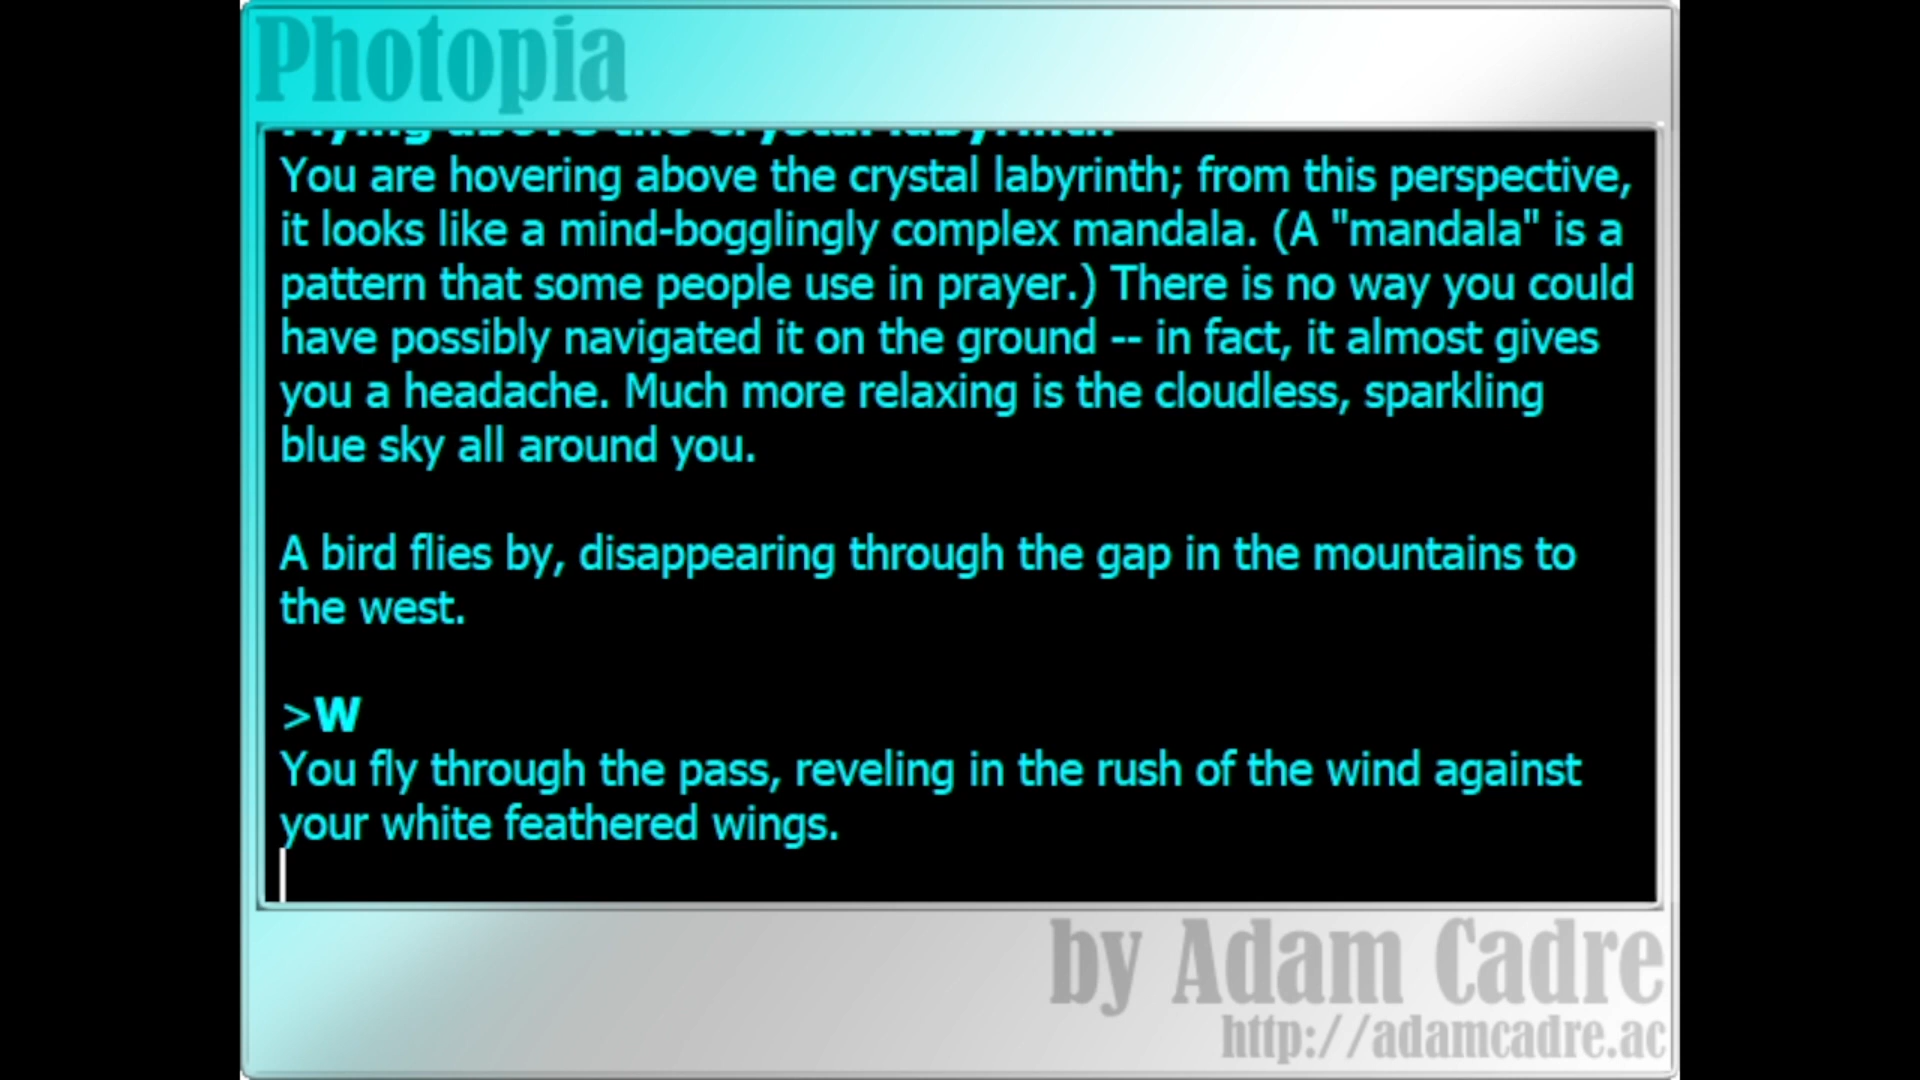 Photopia
Flying above the crystal labyrinth
You are hovering above the crystal labyrinth; from this perspective,
it looks like a mind-bogglingly complex mandala. (A "mandala" is a
pattern that some people use in prayer.) There is no way you could
have possibly navigated it on the ground -- in fact, it almost gives
you a headache. Much more relaxing is the cloudless, sparkling
blue sky all around you.
A bird flies by, disappearing through the gap in the mountains to
the west.
>W
You fly through the pass, reveling in the rush of the wind against
your white feathered wings.
by Adam Cadre
http://adamcadre.ac